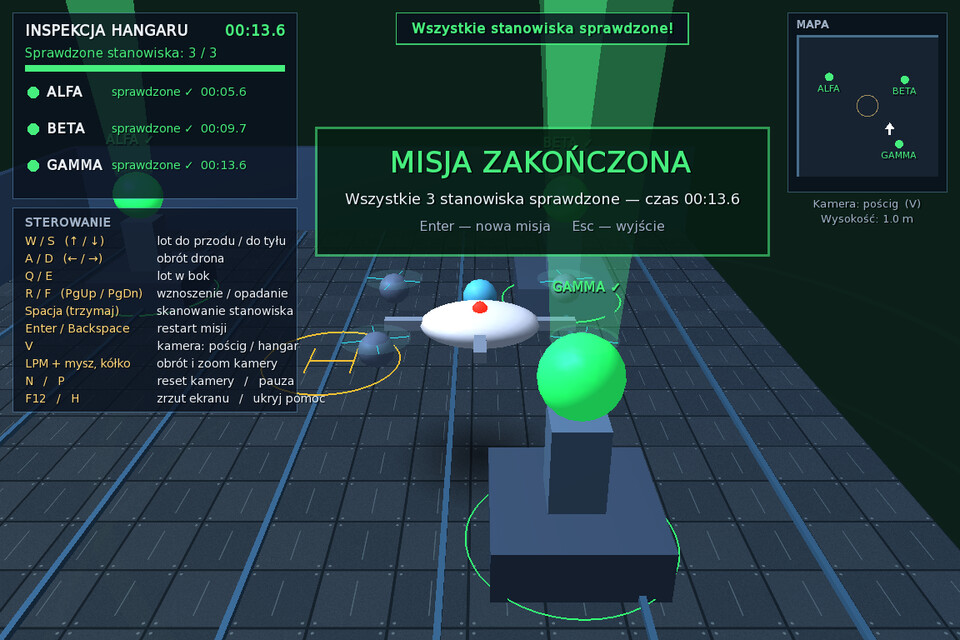 INSPEKCJA HANGARU 00:13.6
Sprawdzone stanowiska: 3 / 3
ALFA sprawdzone ✓ 00:05.6
BETA sprawdzone ✓ 00:09.7
GAMMA sprawdzone ✓ 00:13.6
STEROWANIE
W / S (↑ / ↓) lot do przodu / do tyłu
A / D (← / →) obrót drona
Q / E lot w bok
R / F (PgUp / PgDn) wznoszenie / opadanie
Spacja (trzymaj) skanowanie stanowiska
Enter / Backspace restart misji
V kamera: pościg / hangar
LPM + mysz, kółko obrót i zoom kamery
N / P reset kamery / pauza
F12 / H zrzut ekranu / ukryj pomoc
Wszystkie stanowiska sprawdzone!
MISJA ZAKOŃCZONA
Wszystkie 3 stanowiska sprawdzone — czas 00:13.6
Enter — nowa misja Esc — wyjście
ALFA ✓
GAMMA ✓
MAPA
ALFA
BETA
GAMMA
Kamera: pościg (V)
Wysokość: 1.0 m